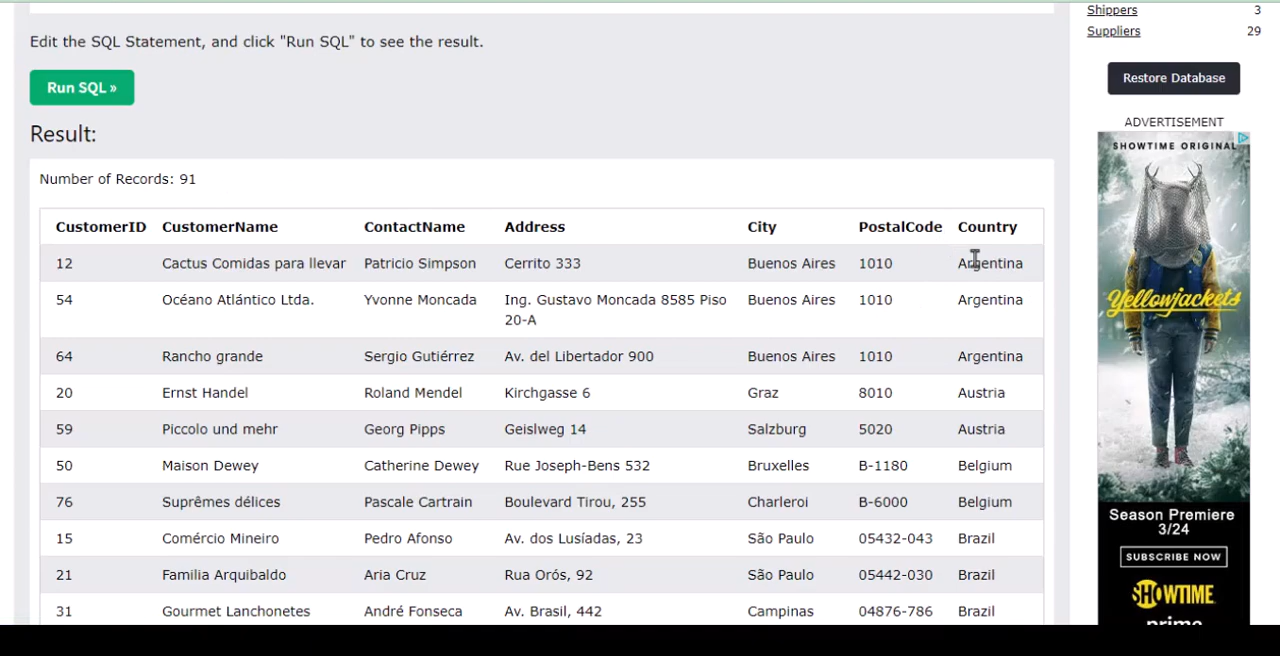 Shippers 3
Suppliers 29
Edit the SQL Statement, and click "Run SQL" to see the result.
Run SQL »
Restore Database
Result:
ADVERTISEMENT
SHOWTIME ORIGINAL
Number of Records: 91
CustomerID CustomerName ContactName Address City PostalCode Country
12 Cactus Comidas para llevar Patricio Simpson Cerrito 333 Buenos Aires 1010 Argentina
54 Océano Atlántico Ltda. Yvonne Moncada Ing. Gustavo Moncada 8585 Piso Buenos Aires 1010 Argentina
20-A
64 Rancho grande Sergio Gutiérrez Av. del Libertador 900 Buenos Aires 1010 Argentina
20 Ernst Handel Roland Mendel Kirchgasse 6 Graz 8010 Austria
59 Piccolo und mehr Georg Pipps Geislweg 14 Salzburg 5020 Austria
50 Maison Dewey Catherine Dewey Rue Joseph-Bens 532 Bruxelles B-1180 Belgium
76 Suprêmes délices Pascale Cartrain Boulevard Tirou, 255 Charleroi B-6000 Belgium
15 Comércio Mineiro Pedro Afonso Av. dos Lusíadas, 23 São Paulo 05432-043 Brazil
21 Familia Arquibaldo Aria Cruz Rua Orós, 92 São Paulo 05442-030 Brazil
31 Gourmet Lanchonetes André Fonseca Av. Brasil, 442 Campinas 04876-786 Brazil
Yellowjackets
Season Premiere
3/24
SUBSCRIBE NOW
SHOWTIME
prime